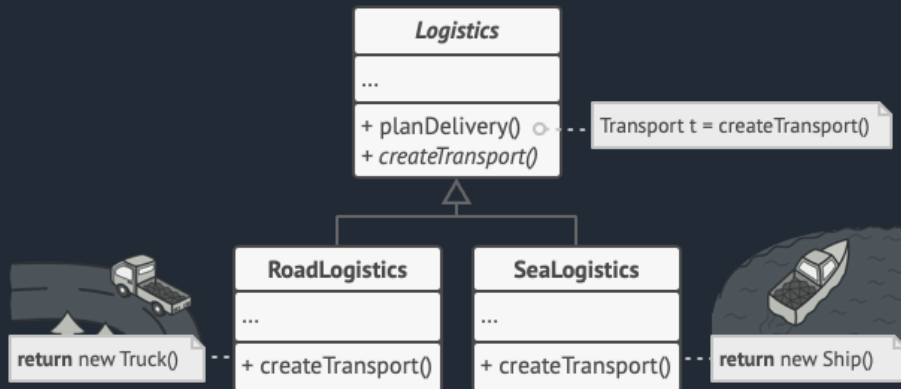 Logistics
...
+ planDelivery()
+ createTransport()
Transport t = createTransport()
RoadLogistics
...
+ createTransport()
return new Truck()
SeaLogistics
...
+ createTransport()
return new Ship()